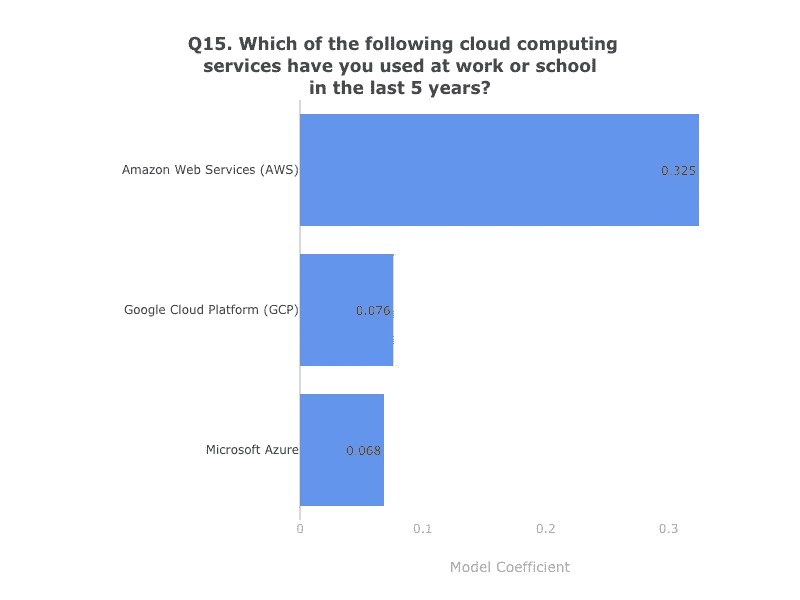 Q15. Which of the following cloud computing
services have you used at work or school
in the last 5 years?
Amazon Web Services (AWS)
0.325
Google Cloud Platform (GCP)
0.076
Microsoft Azure
0.068
0 0.1 0.2 0.3
Model Coefficient